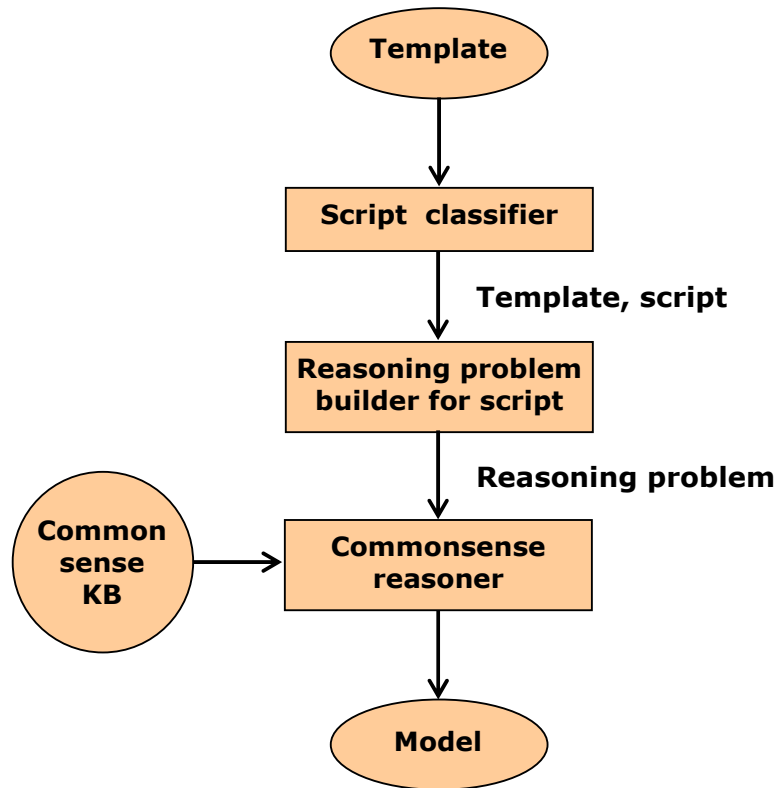 Template
Script classifier
Template, script
Reasoning problem
builder for script
Reasoning problem
Common
sense
KB
Commonsense
reasoner
Model